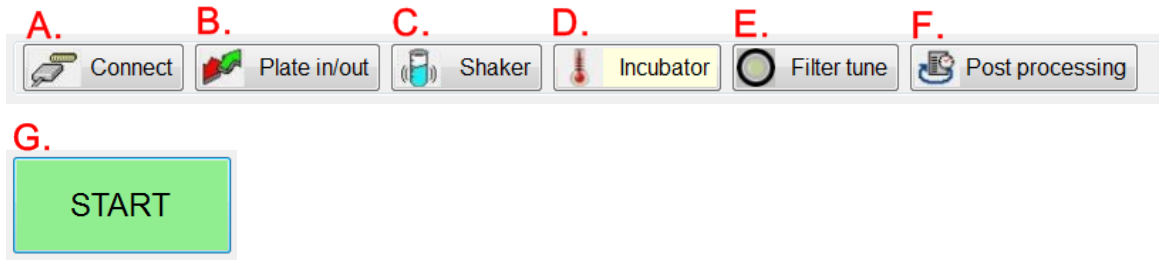 A. B. C. D. E. F.
Connect Plate in/out Shaker Incubator Filter tune Post processing
G.
START